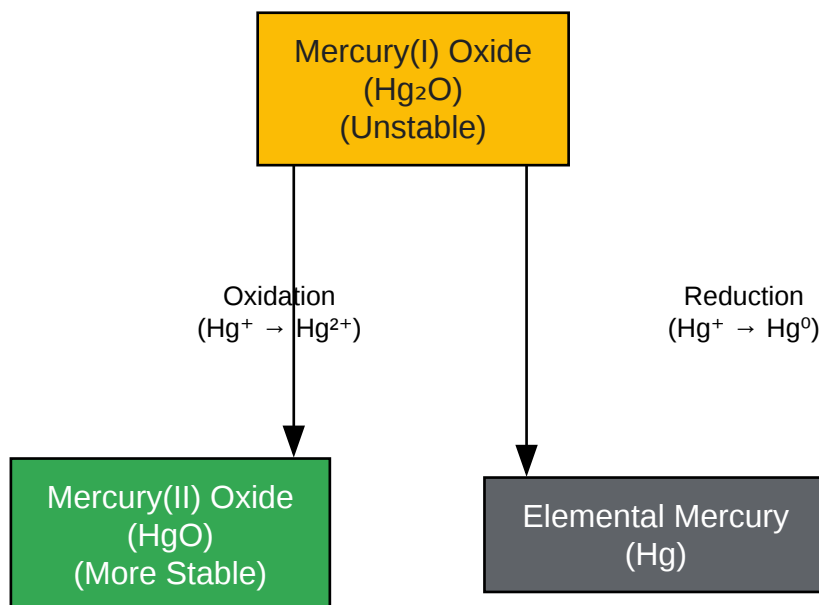 Mercury(I) Oxide
(Hg₂O)
(Unstable)
Oxidation
(Hg⁺ → Hg²⁺)
Reduction
(Hg⁺ → Hg⁰)
Mercury(II) Oxide
(HgO)
(More Stable)
Elemental Mercury
(Hg)